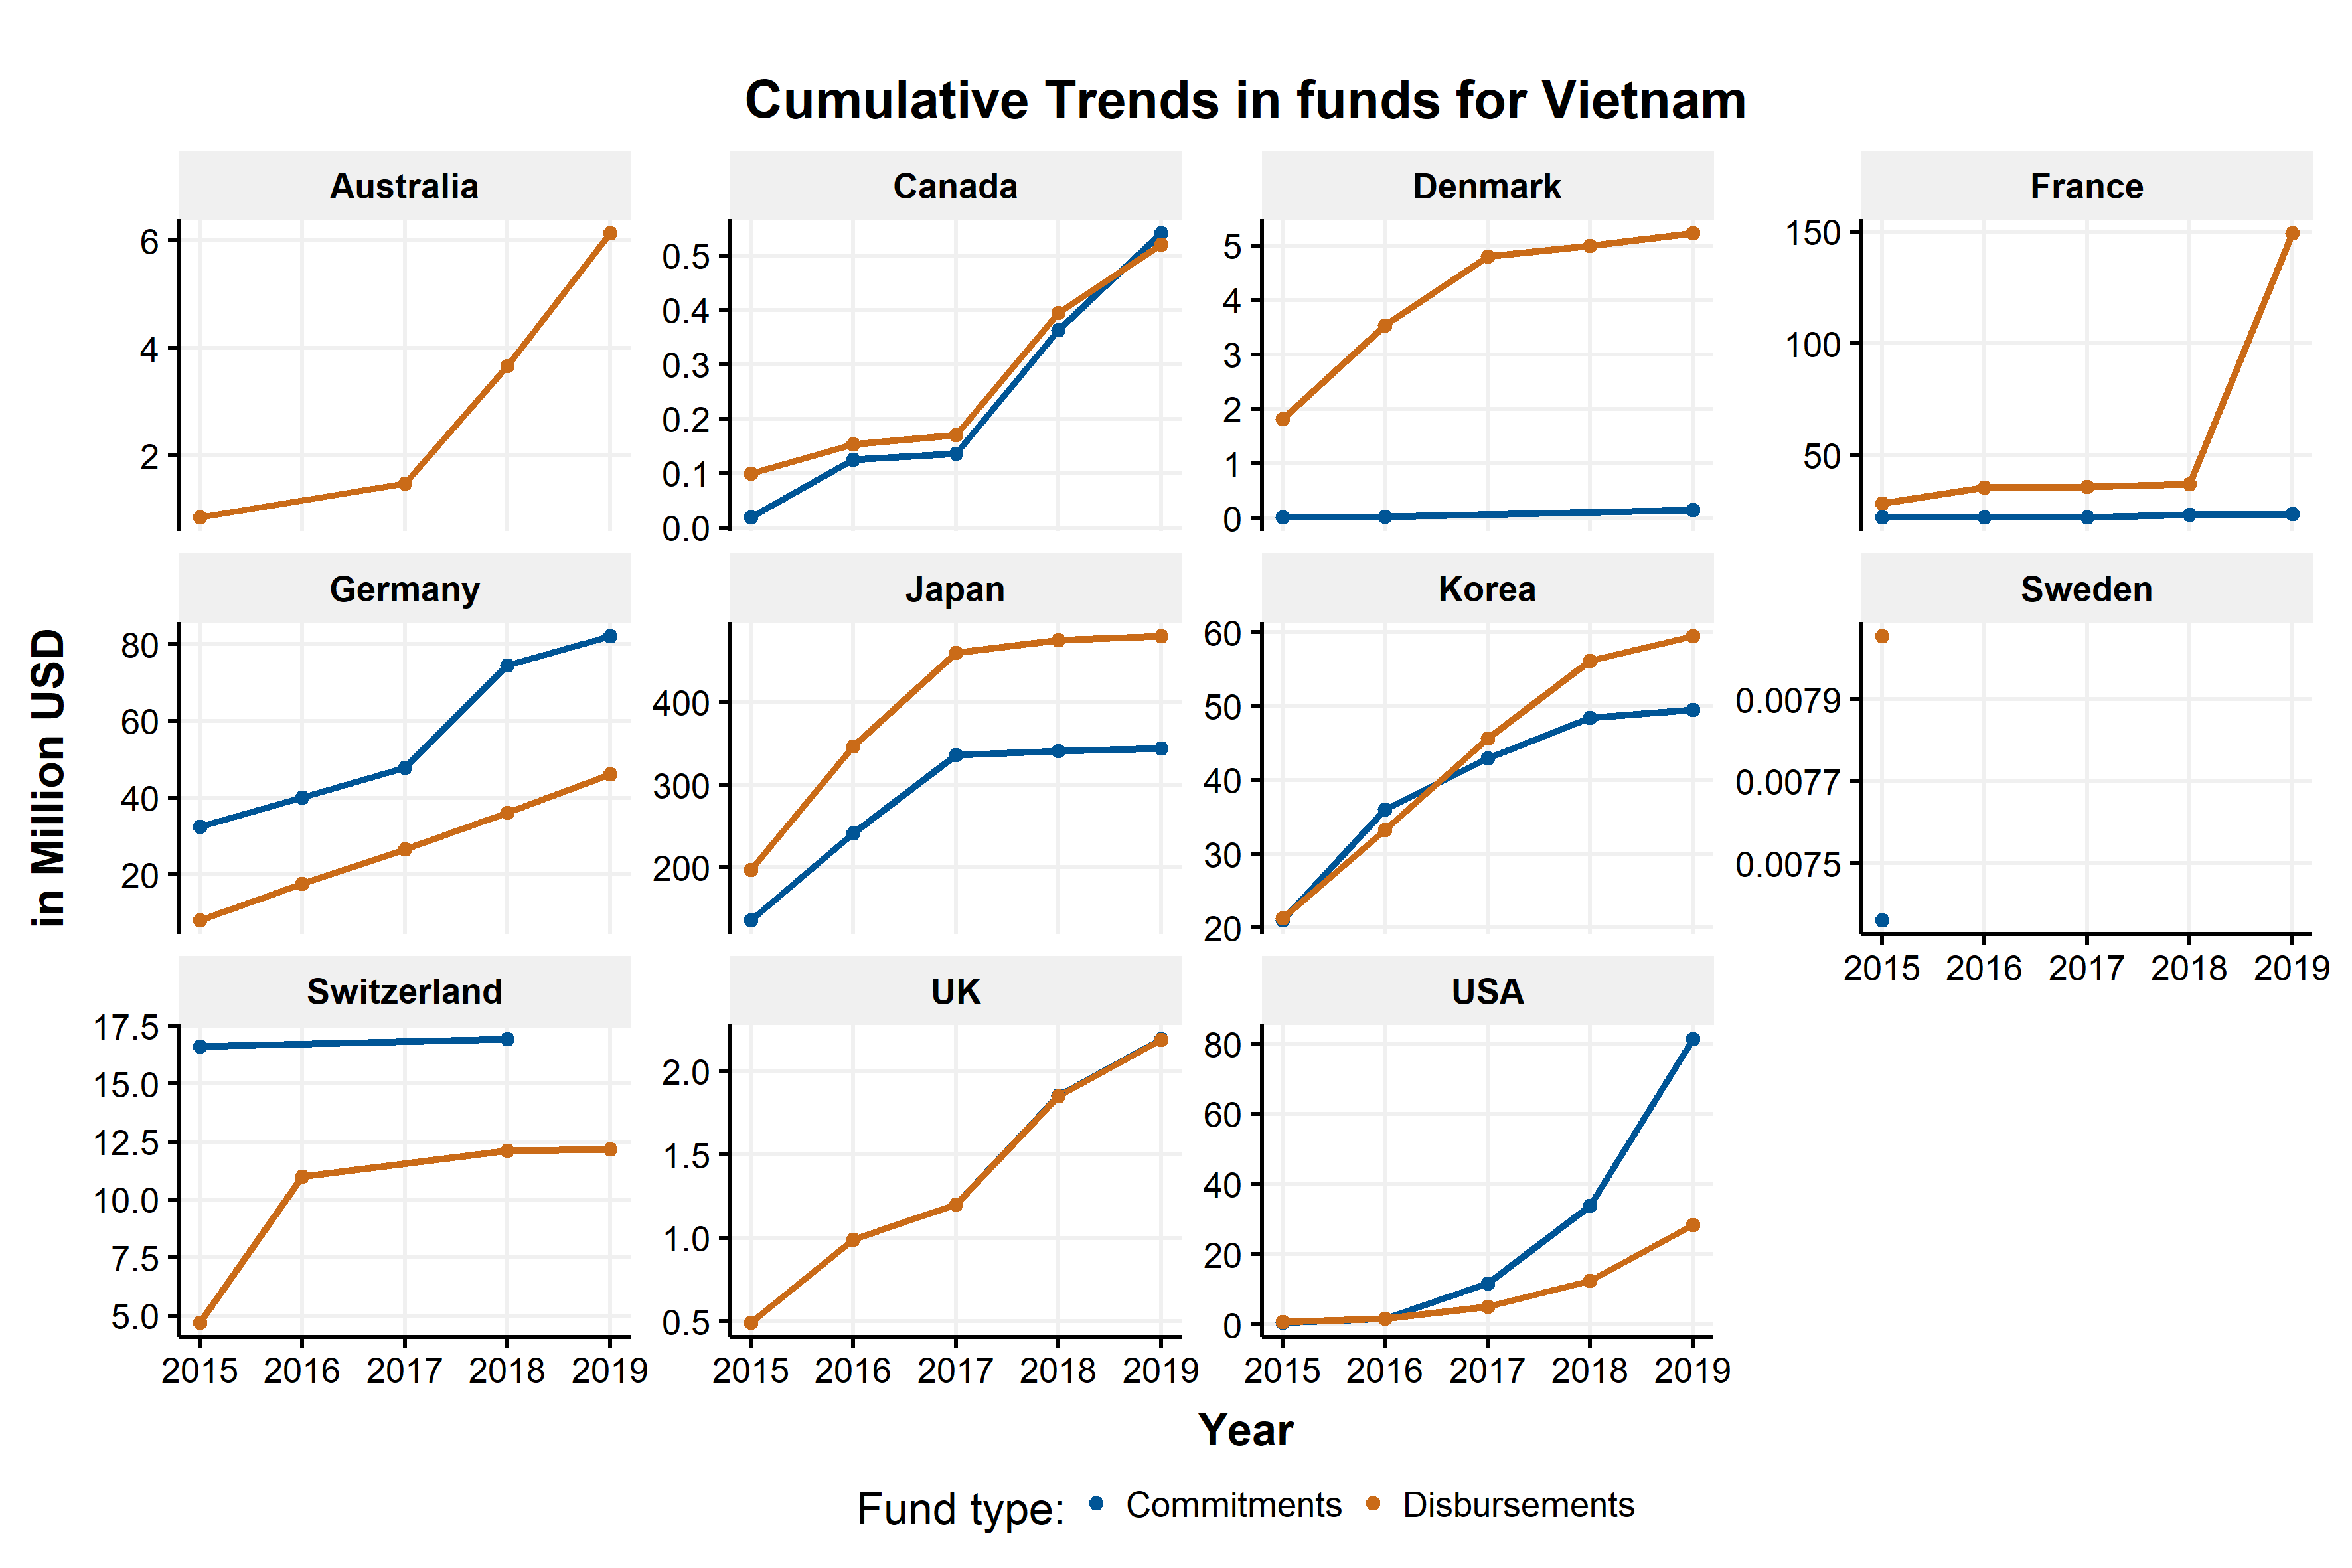 Cumulative Trends in funds for Vietnam
Australia
6
4
2
Canada
0.5
0.4
0.3
0.2
0.1
0.0
Denmark
5
4
3
2
1
0
France
150
100
50
in Million USD
Germany
80
60
40
20
Japan
400
300
200
Korea
60
50
40
30
20
Sweden
0.0079
0.0077
0.0075
2015 2016 2017 2018 2019
Switzerland
17.5
15.0
12.5
10.0
7.5
5.0
2015 2016 2017 2018 2019
UK
2.0
1.5
1.0
0.5
2015 2016 2017 2018 2019
USA
80
60
40
20
0
2015 2016 2017 2018 2019
Year
Fund type: Commitments Disbursements